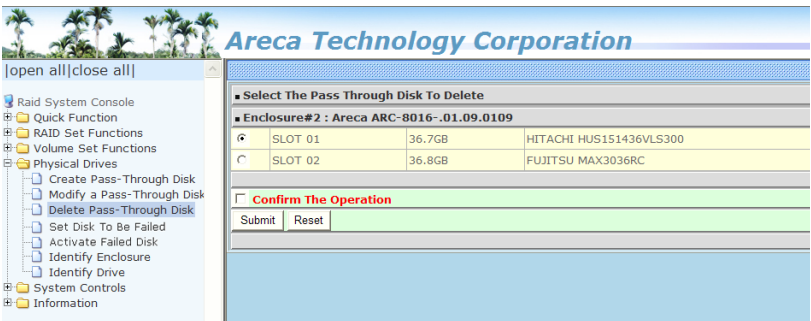 Areca Technology Corporation
|open all|close all|
Raid System Console
Quick Function
RAID Set Functions
Volume Set Functions
Physical Drives
Create Pass-Through Disk
Modify a Pass-Through Disk
Delete Pass-Through Disk
Set Disk To Be Failed
Activate Failed Disk
Identify Enclosure
Identify Drive
System Controls
Information
Select The Pass Through Disk To Delete
Enclosure#2 : Areca ARC-8016-.01.09.0109
SLOT 01 36.7GB HITACHI HUS151436VLS300
SLOT 02 36.8GB FUJITSU MAX3036RC
Confirm The Operation
Submit Reset